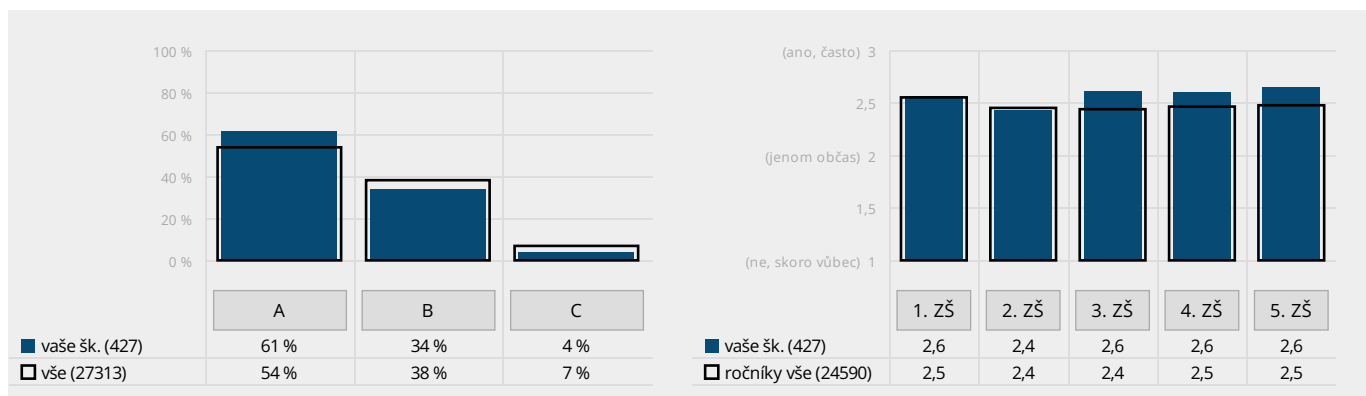 100 %
80 %
60 %
40 %
20 %
0 %
A B C
vaše šk. (427) 61 % 34 % 4 %
vše (27313) 54 % 38 % 7 %
(ano, často) 3
2,5
(jenom občas) 2
1,5
(ne, skoro vůbec) 1
1. ZŠ 2. ZŠ 3. ZŠ 4. ZŠ 5. ZŠ
vaše šk. (427) 2,6 2,4 2,6 2,6 2,6
ročníky vše (24590) 2,5 2,4 2,4 2,5 2,5